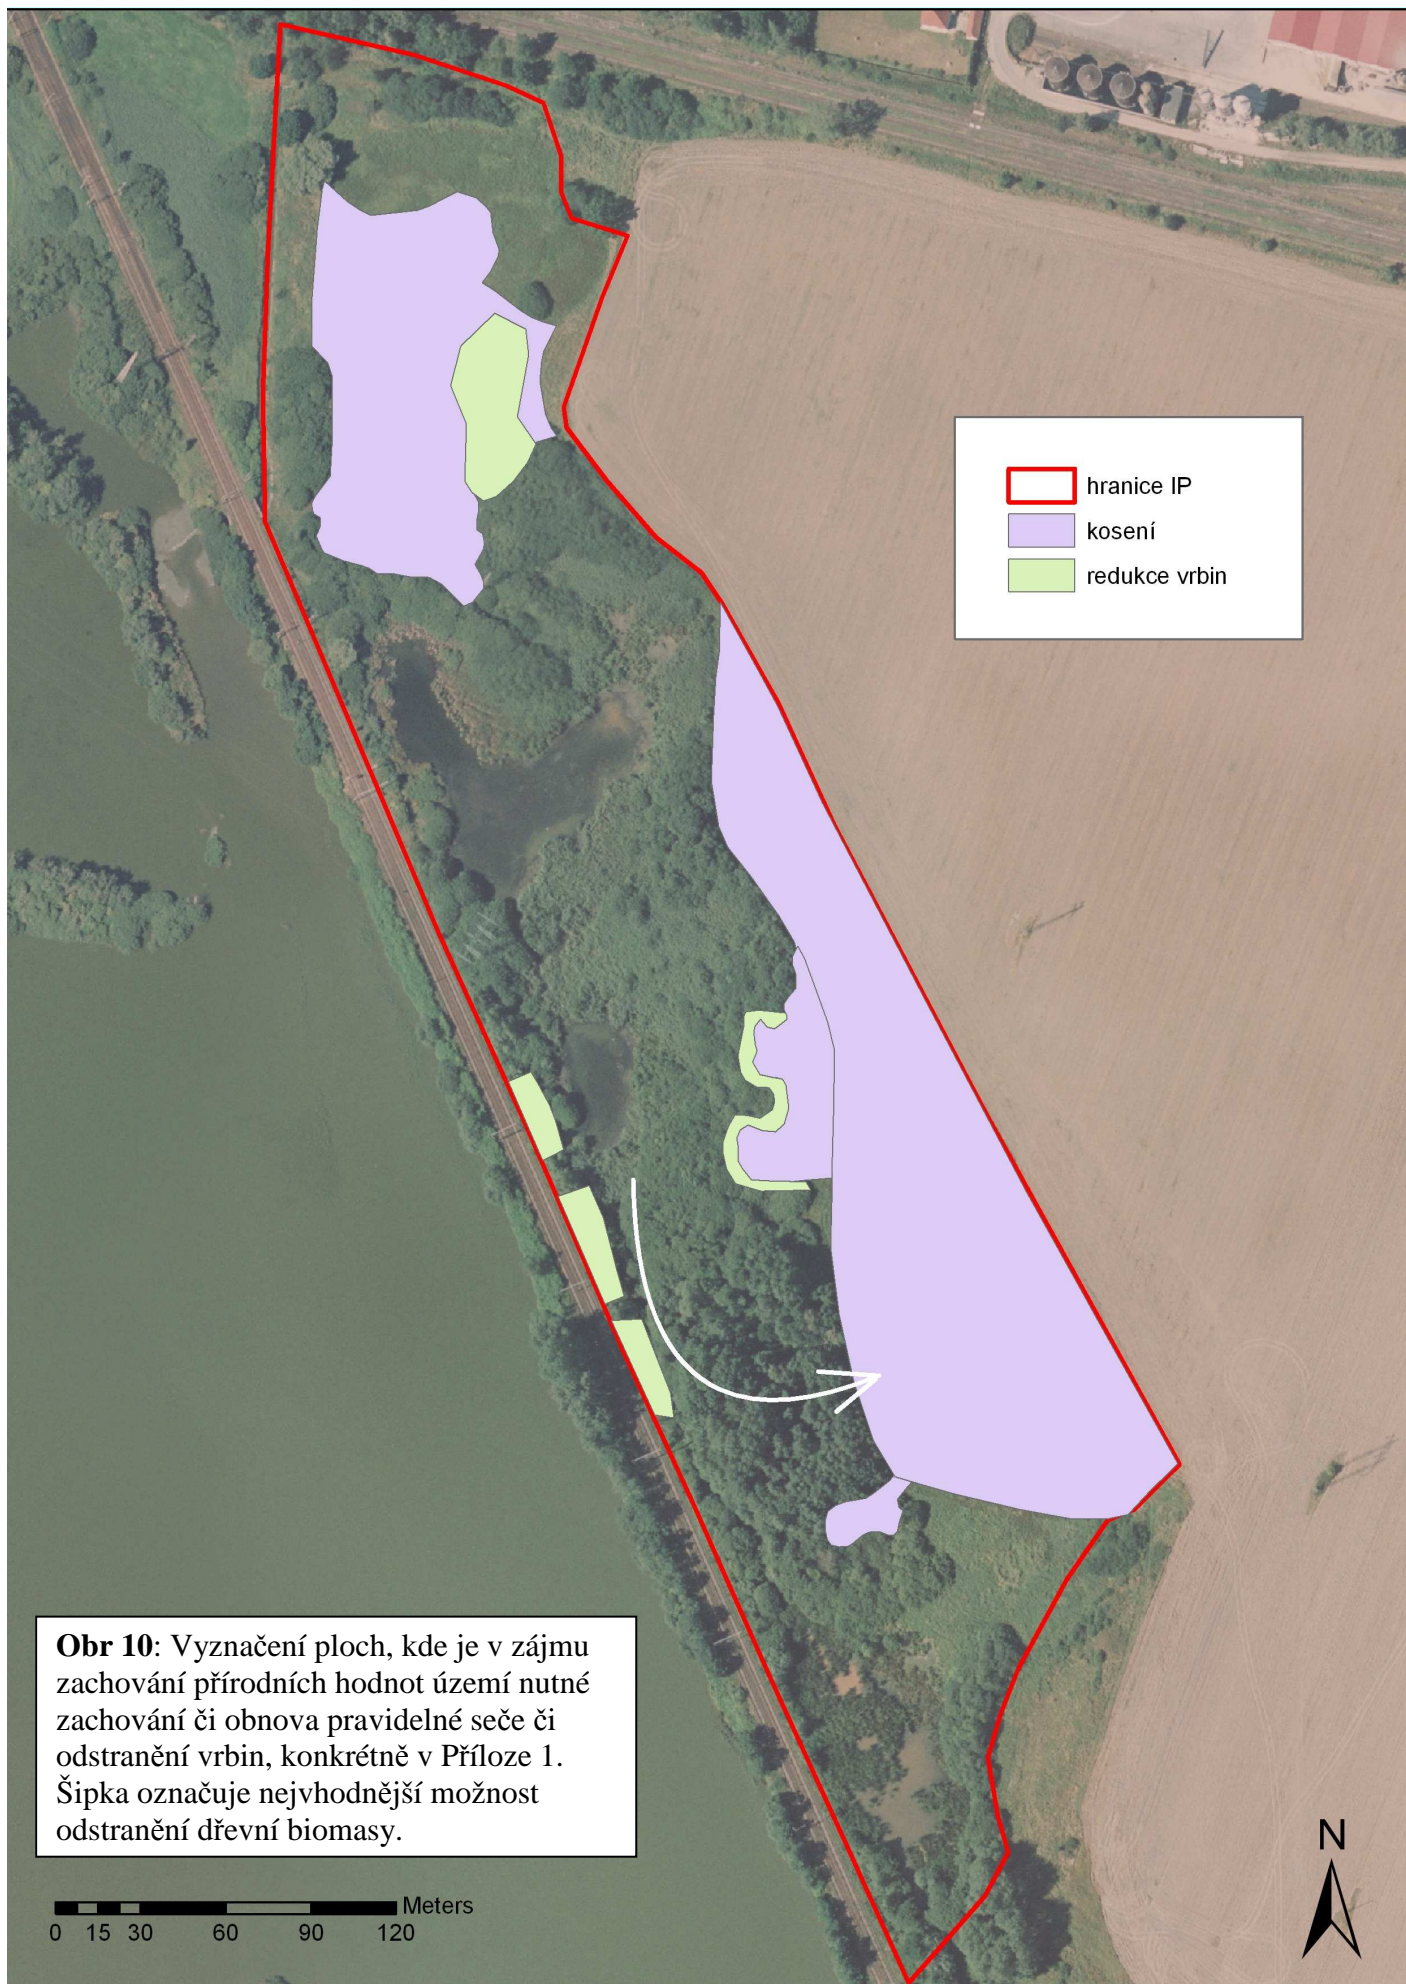 hranice IP
kosení
redukce vrbin
Obr 10: Vyznačení ploch, kde je v zájmu
zachování přírodních hodnot území nutné
zachování či obnova pravidelné seče či
odstranění vrbin, konkrétně v Příloze 1.
Šipka označuje nejvhodnější možnost
odstranění dřevní biomasy.
N
Meters
0 15 30 60 90 120